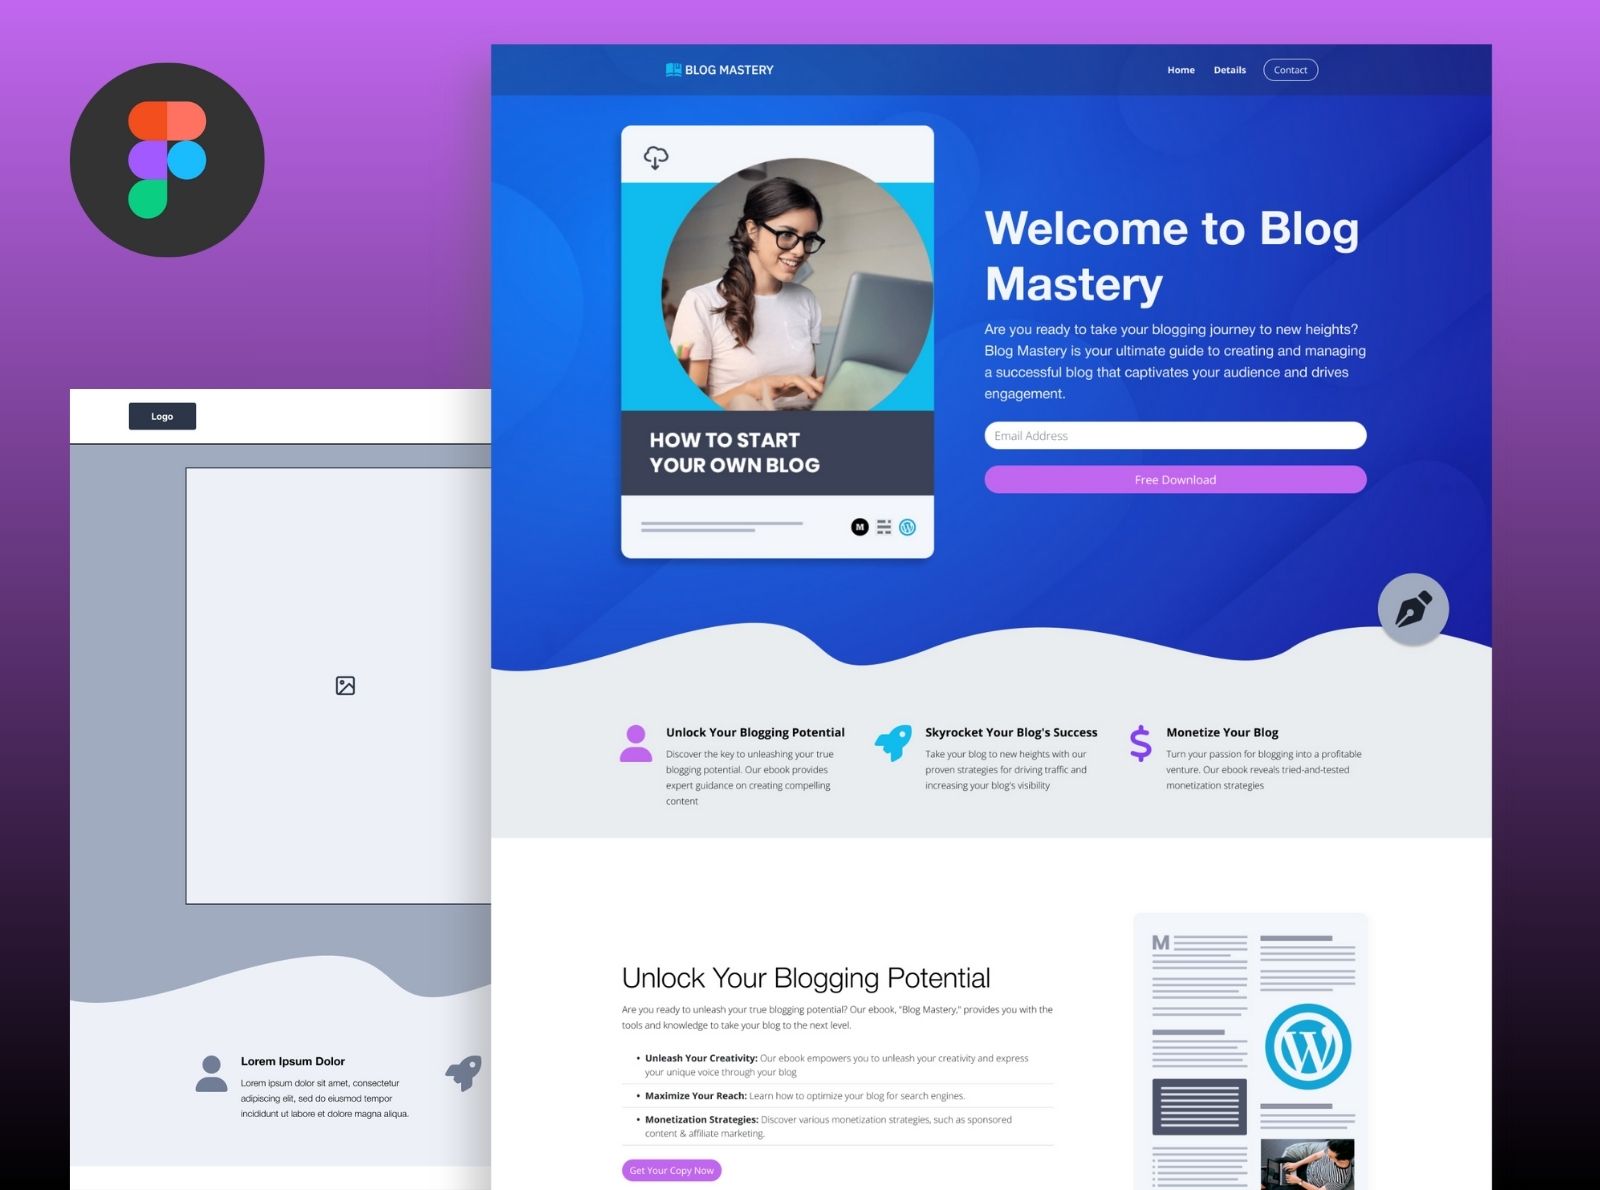 BLOG MASTERY
Home
Details
Contact
HOW TO START
YOUR OWN BLOG
M
Welcome to Blog
Mastery
Are you ready to take your blogging journey to new heights?
Blog Mastery is your ultimate guide to creating and managing
a successful blog that captivates your audience and drives
engagement.
Email Address
Free Download
Logo
Unlock Your Blogging Potential
Discover the key to unleashing your true
blogging potential. Our ebook provides
expert guidance on creating compelling
content
Skyrocket Your Blog's Success
Take your blog to new heights with our
proven strategies for driving traffic and
increasing your blog's visibility
Monetize Your Blog
Turn your passion for blogging into a profitable
venture. Our ebook reveals tried-and-tested
monetization strategies
Unlock Your Blogging Potential
Are you ready to unleash your true blogging potential? Our ebook, "Blog Mastery," provides you with the
tools and knowledge to take your blog to the next level.
• Unleash Your Creativity: Our ebook empowers you to unleash your creativity and express
your unique voice through your blog
• Maximize Your Reach: Learn how to optimize your blog for search engines.
• Monetization Strategies: Discover various monetization strategies, such as sponsored
content & affiliate marketing.
Get Your Copy Now
M
Lorem Ipsum Dolor
Lorem ipsum dolor sit amet, consectetur
adipiscing elit, sed do eiusmod tempor
incididunt ut labore et dolore magna aliqua.